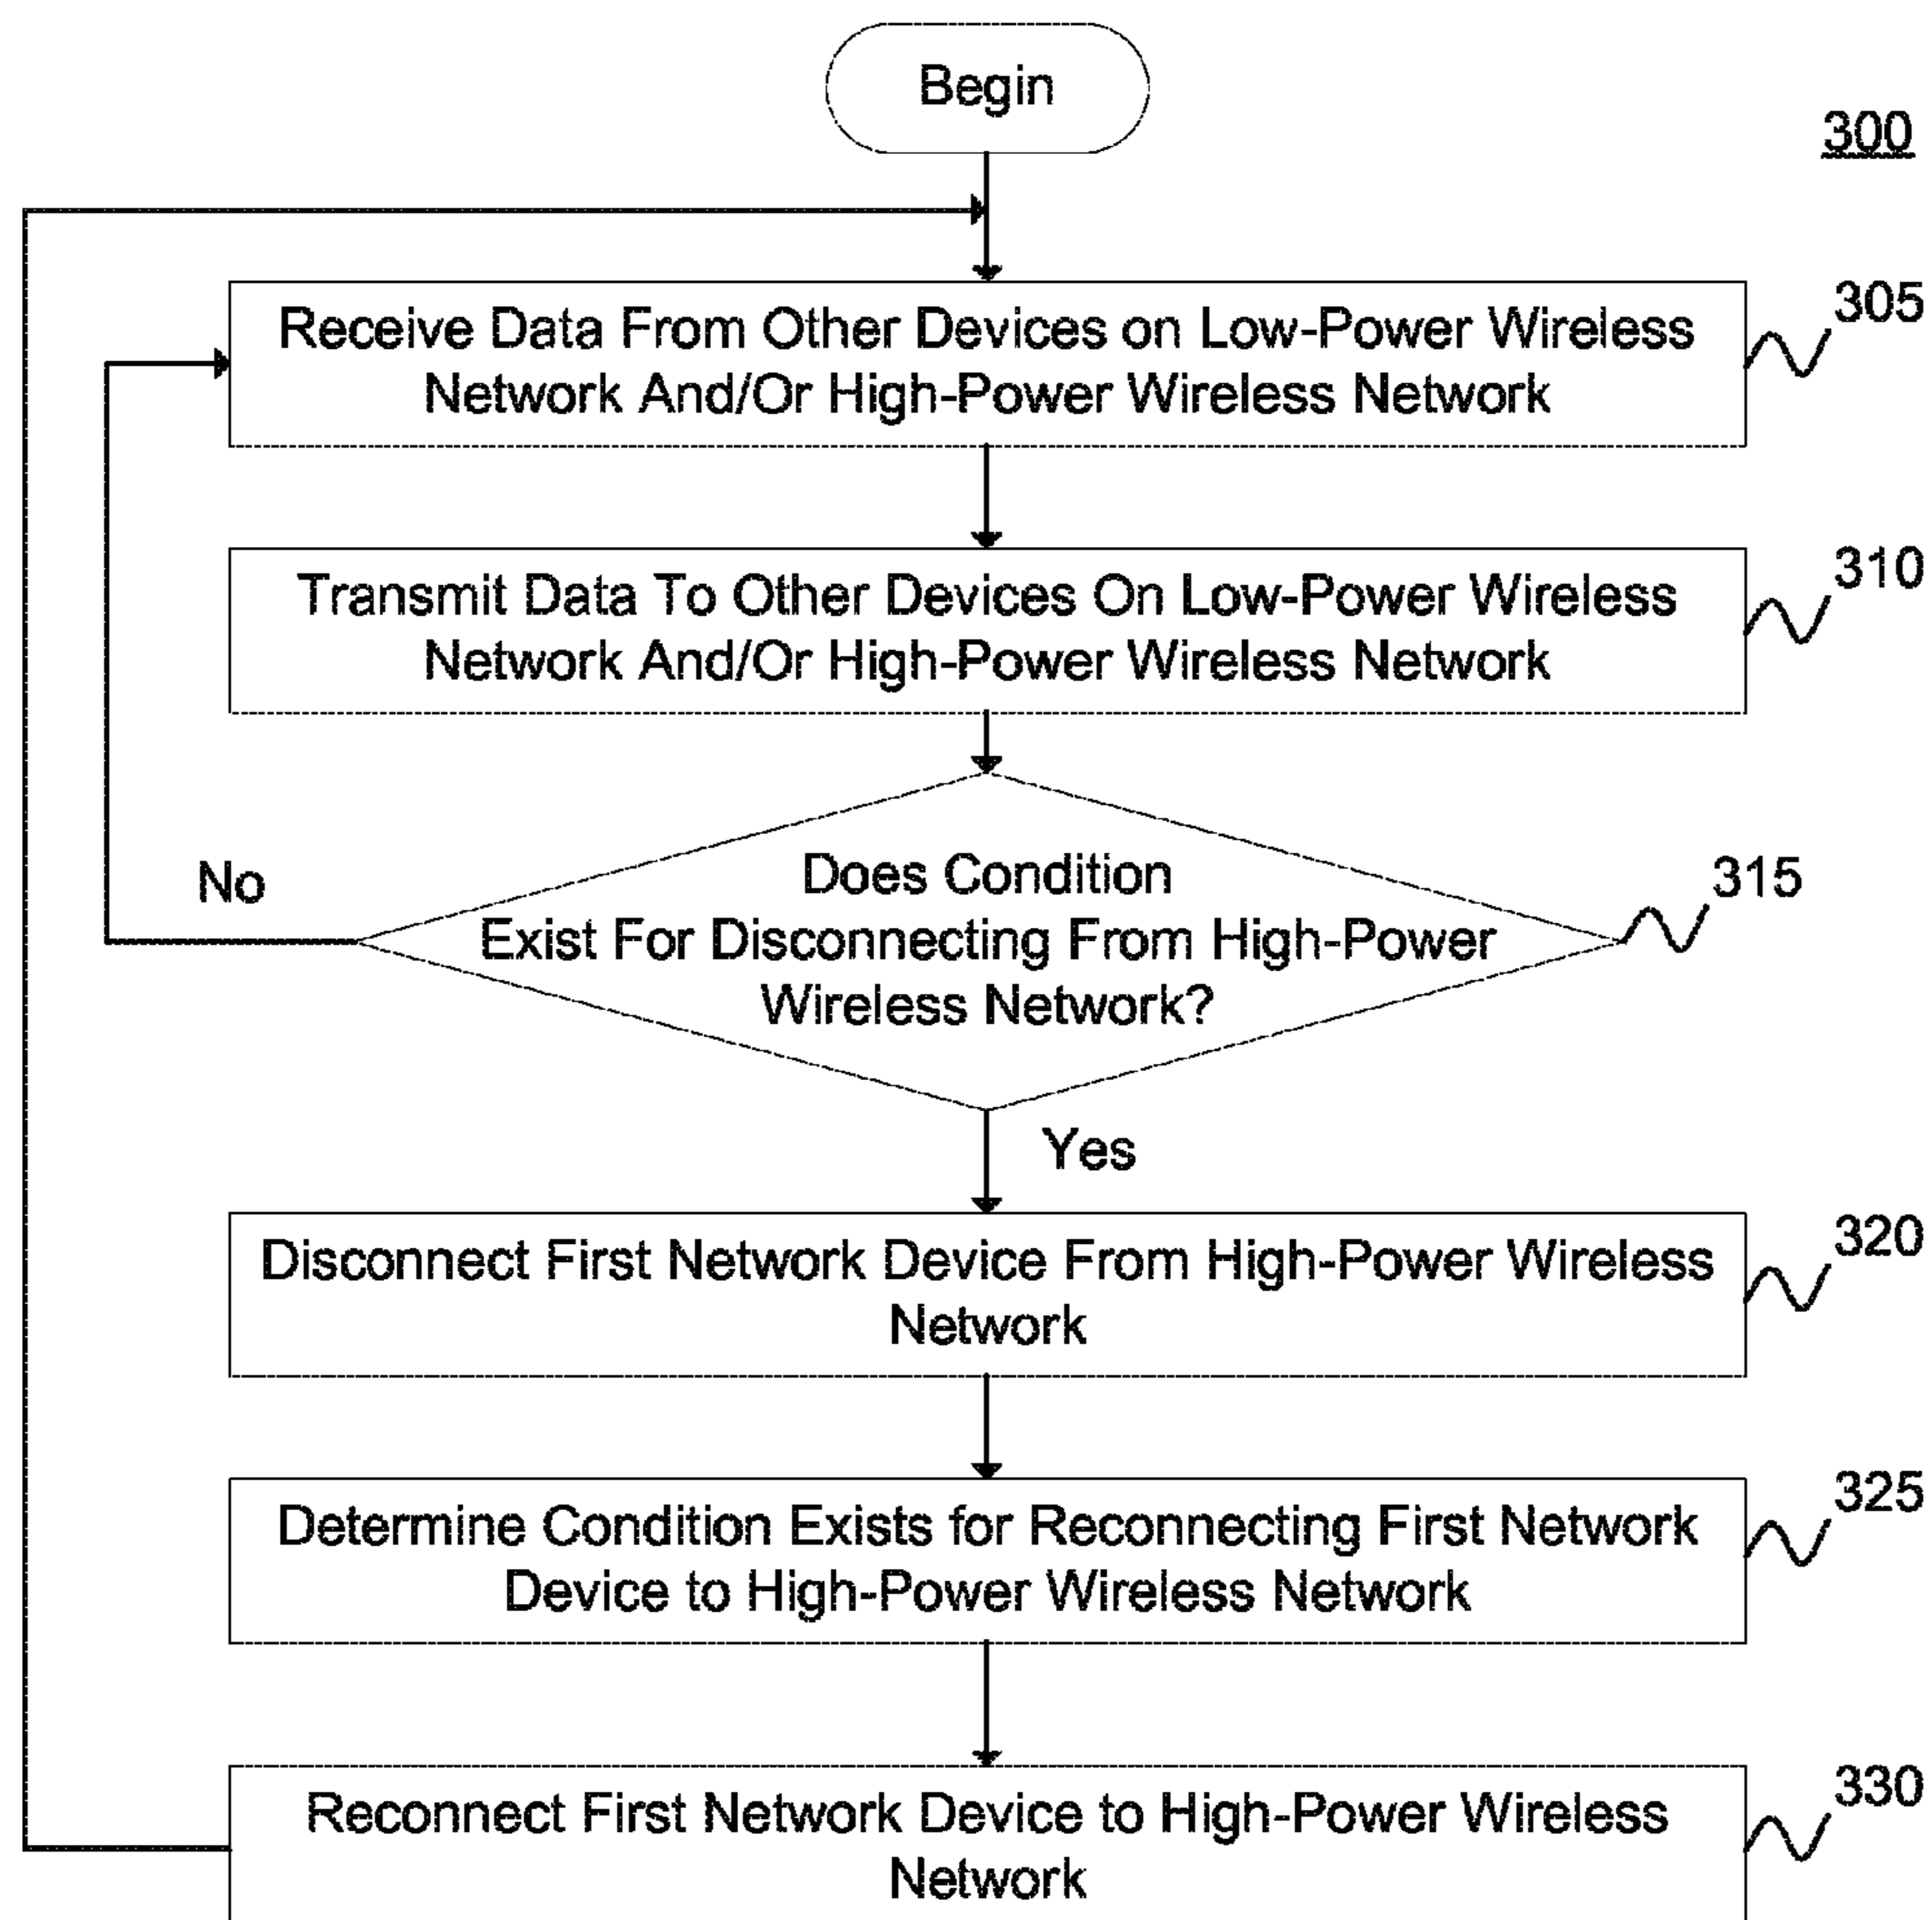 Begin
300
Receive Data From Other Devices on Low-Power Wireless
Network And/Or High-Power Wireless Network
305
Transmit Data To Other Devices On Low-Power Wireless
Network And/Or High-Power Wireless Network
310
Does Condition
Exist For Disconnecting From High-Power
Wireless Network?
315
No
Yes
Disconnect First Network Device From High-Power Wireless
Network
320
Determine Condition Exists for Reconnecting First Network
Device to High-Power Wireless Network
325
Reconnect First Network Device to High-Power Wireless
Network
330